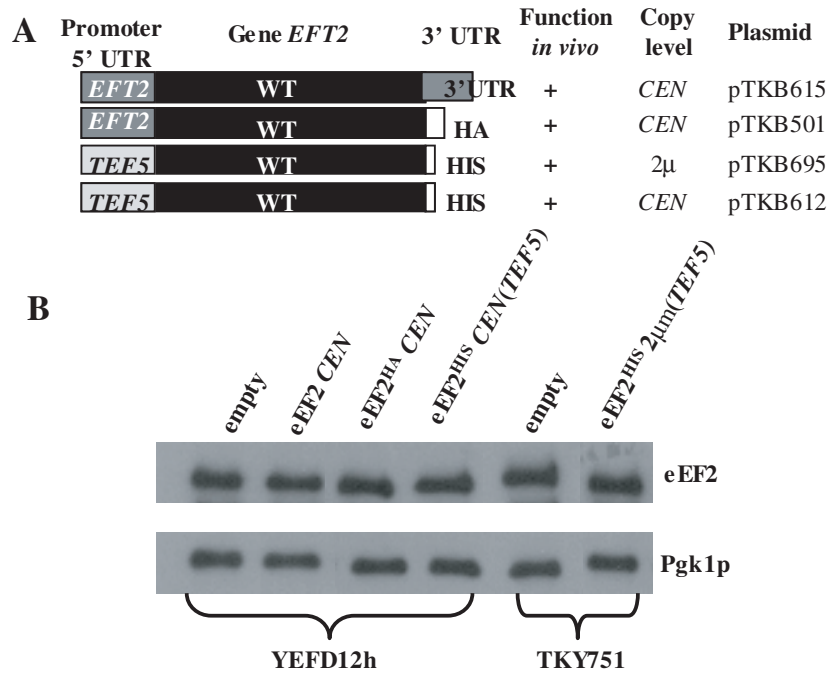 A
Promoter
5’ UTR
Gene EFT2
3’ UTR
Function
in vivo
Copy
level
Plasmid
EFT2 WT 3’UTR + CEN pTKB615
EFT2 WT HA + CEN pTKB501
TEF5 WT HIS + 2µ pTKB695
TEF5 WT HIS + CEN pTKB612
B
empty
eEF2 CEN
eEF2HA CEN
eEF2HIS CEN(TEF5)
empty
eEF2HIS 2µm(TEF5)
eEF2
Pgk1p
YEFD12h
TKY751